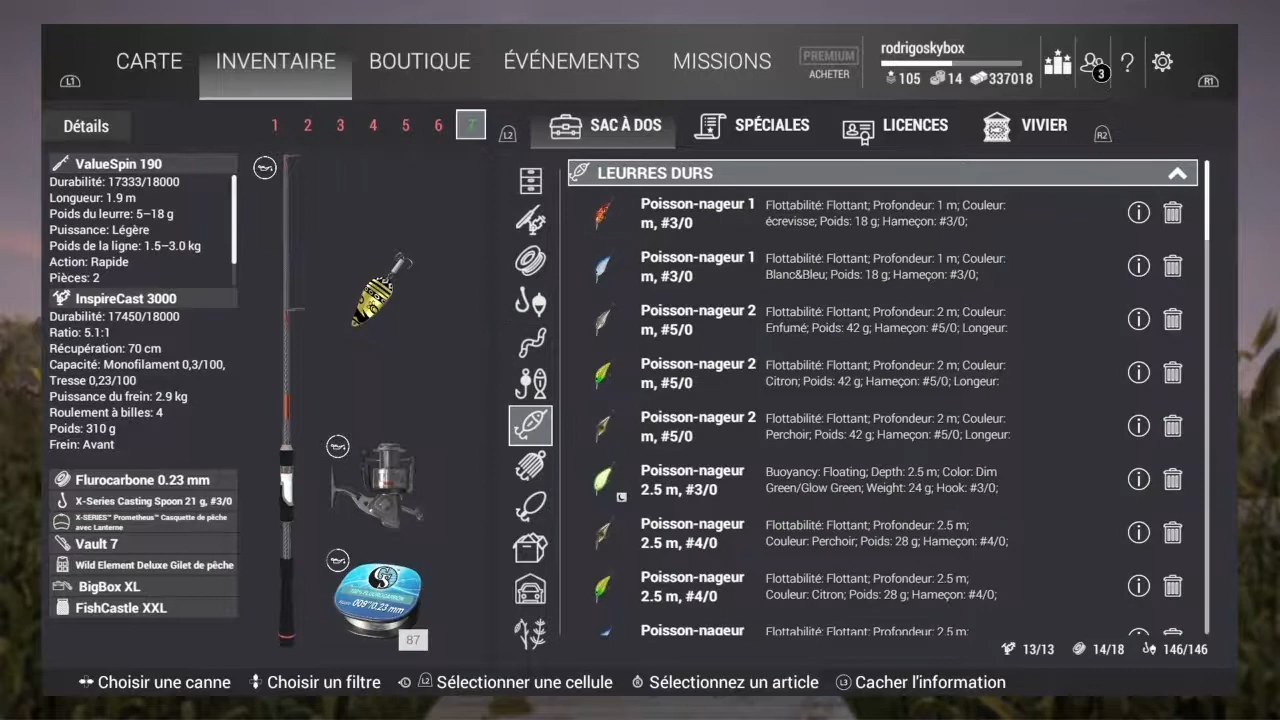 CARTE INVENTAIRE BOUTIQUE ÉVÉNEMENTS MISSIONS
PREMIUM
ACHETER
rodrigoskybox
105 14 337018
3
?
L1
R1
Détails
1 2 3 4 5 6 7
L2
SAC À DOS SPÉCIALES LICENCES VIVIER
R2
ValueSpin 190
Durabilité: 17333/18000
Longueur: 1.9 m
Poids du leurre: 5–18 g
Puissance: Légère
Poids de la ligne: 1.5–3.0 kg
Action: Rapide
Pièces: 2
InspireCast 3000
Durabilité: 17450/18000
Ratio: 5.1:1
Récupération: 70 cm
Capacité: Monofilament 0,3/100,
Tresse 0,23/100
Puissance du frein: 2.9 kg
Roulement à billes: 4
Poids: 310 g
Frein: Avant
Flurocarbone 0.23 mm
X-Series Casting Spoon 21 g, #3/0
X-SERIES™ Prometheus™ Casquette de pêche
avec Lanterne
Vault 7
Wild Element Deluxe Gilet de pêche
BigBox XL
FishCastle XXL
87
LEURRES DURS
Poisson-nageur 1
m, #3/0
Flottabilité: Flottant; Profondeur: 1 m; Couleur:
écrevisse; Poids: 18 g; Hameçon: #3/0;
Poisson-nageur 1
m, #3/0
Flottabilité: Flottant; Profondeur: 1 m; Couleur:
Blanc&Bleu; Poids: 18 g; Hameçon: #3/0;
Poisson-nageur 2
m, #5/0
Flottabilité: Flottant; Profondeur: 2 m; Couleur:
Enfumé; Poids: 42 g; Hameçon: #5/0; Longeur:
Poisson-nageur 2
m, #5/0
Flottabilité: Flottant; Profondeur: 2 m; Couleur:
Citron; Poids: 42 g; Hameçon: #5/0; Longeur:
Poisson-nageur 2
m, #5/0
Flottabilité: Flottant; Profondeur: 2 m; Couleur:
Perchoir; Poids: 42 g; Hameçon: #5/0; Longeur:
Poisson-nageur
2.5 m, #3/0
Buoyancy: Floating; Depth: 2.5 m; Color: Dim
Green/Glow Green; Weight: 24 g; Hook: #3/0;
Poisson-nageur
2.5 m, #4/0
Flottabilité: Flottant; Profondeur: 2.5 m;
Couleur: Perchoir; Poids: 28 g; Hameçon: #4/0;
Poisson-nageur
2.5 m, #4/0
Flottabilité: Flottant; Profondeur: 2.5 m;
Couleur: Citron; Poids: 28 g; Hameçon: #4/0;
Poisson-nageur
Flottabilité: Flottant; Profondeur: 2.5 m;
13/13 14/18 146/146
Choisir une canne Choisir un filtre L2 Sélectionner une cellule R Sélectionnez un article L3 Cacher l'information